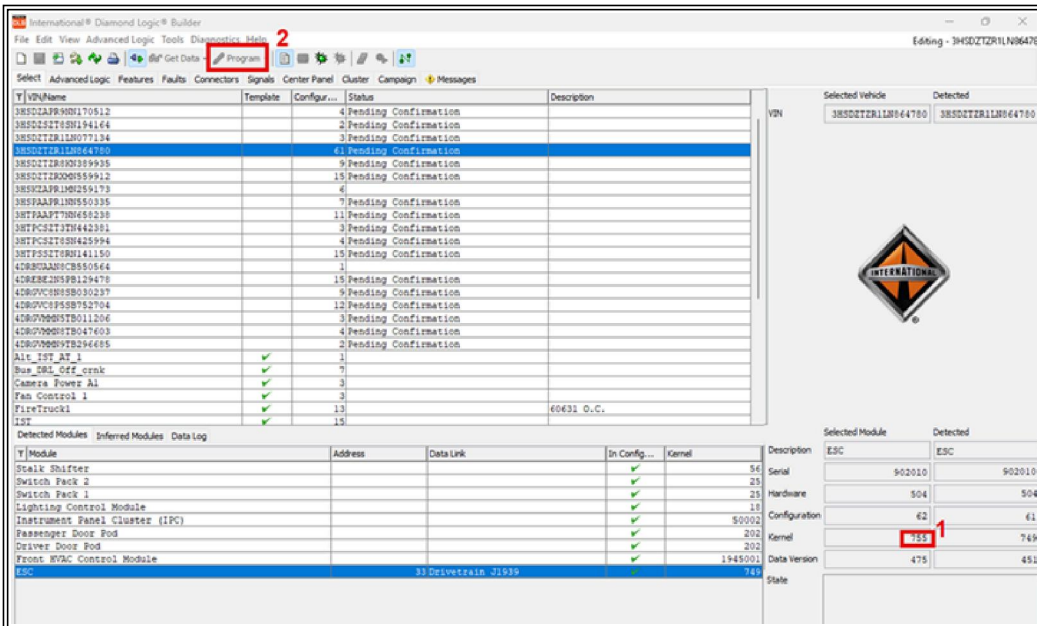 International® Diamond Logic® Builder
File Edit View Advanced Logic Tools Diagnostics Help 2
Editing - 3HSDZTZR1LN86478
Get Data Program
Select Advanced Logic Features Faults Connectors Signals Center Panel Cluster Campaign Messages
VIN/Name Template Configur... Status Description
3HSDZAPR9NN170512 4 Pending Confirmation
3HSDZSZT8SN194164 2 Pending Confirmation
3HSDZTZR1LN077134 3 Pending Confirmation
3HSDZTZR1LN864780 61 Pending Confirmation
3HSDZTZR8KN389935 9 Pending Confirmation
3HSDZTZRXMN559912 15 Pending Confirmation
3HSKZAPR1MN259173 6
3HSPAAPR1NN550335 7 Pending Confirmation
3HTPAAPT7NN658238 11 Pending Confirmation
3HTPCSZT3TN442381 3 Pending Confirmation
3HTPCSZT8SN425994 4 Pending Confirmation
3HTPSSZT8RN141150 15 Pending Confirmation
4DRBUAAN8CB550564 1
4DREBE2N5PB129478 15 Pending Confirmation
4DRGVC8N8SB030237 9 Pending Confirmation
4DRGVC8P5SB752704 12 Pending Confirmation
4DRGVMMN5TB011206 3 Pending Confirmation
4DRGVMMN8TB047603 4 Pending Confirmation
4DRGVMMN9TB296685 2 Pending Confirmation
Alt_IST_AT_1 ✔ 1
Bus_DRL_Off_crnk ✔ 7
Camera Power A1 ✔ 3
Fan Control 1 ✔ 3
FireTruck1 ✔ 13 60631 O.C.
IST ✔ 15
Selected Vehicle Detected
VIN 3HSDZTZR1LN864780 3HSDZTZR1LN864780
INTERNATIONAL
®
Detected Modules Inferred Modules Data Log
Module Address Data Link In Config... Kernel
Stalk Shifter ✔ 56
Switch Pack 2 ✔ 25
Switch Pack 1 ✔ 25
Lighting Control Module ✔ 18
Instrument Panel Cluster (IPC) ✔ 50002
Passenger Door Pod ✔ 202
Driver Door Pod ✔ 202
Front HVAC Control Module ✔ 1945001
ESC 33 Drivetrain J1939 ✔ 749
Selected Module Detected
Description ESC ESC
Serial 902010 902010
Hardware 504 504
Configuration 62 61
Kernel 755 1 749
Data Version 475 451
State